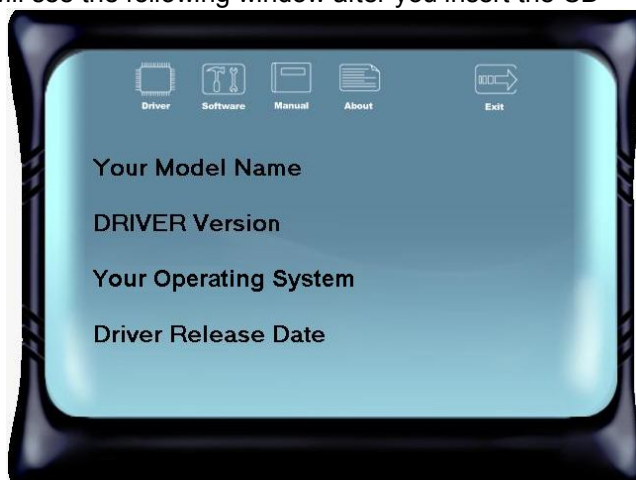 will see the following window after you insert the CD
Driver Software Manual About Exit
Your Model Name
DRIVER Version
Your Operating System
Driver Release Date